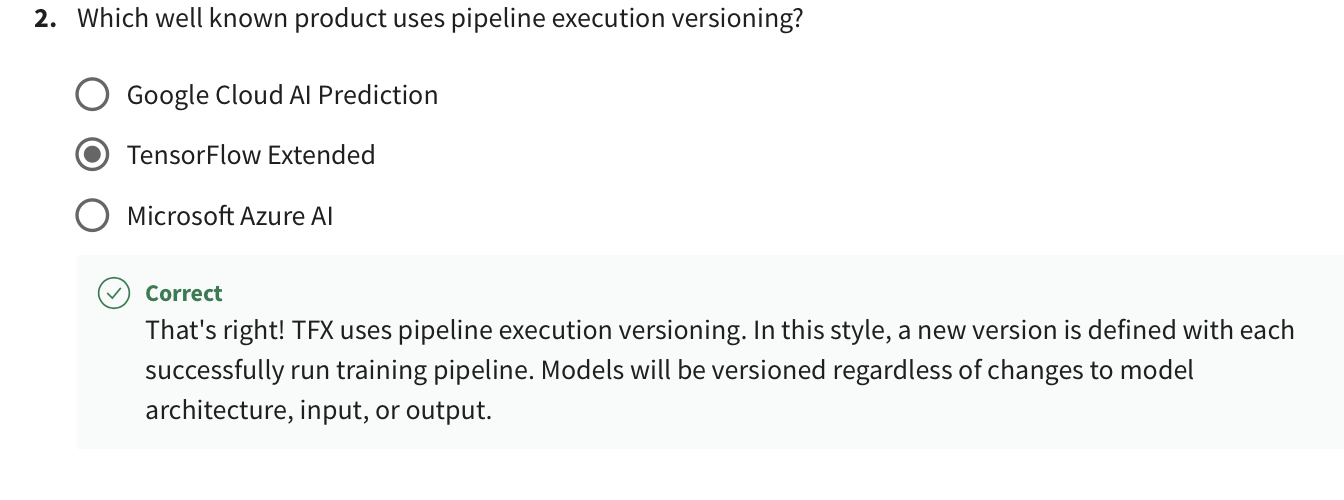 2. Which well known product uses pipeline execution versioning?
Google Cloud AI Prediction
TensorFlow Extended
Microsoft Azure AI
Correct
That's right! TFX uses pipeline execution versioning. In this style, a new version is defined with each
successfully run training pipeline. Models will be versioned regardless of changes to model
architecture, input, or output.